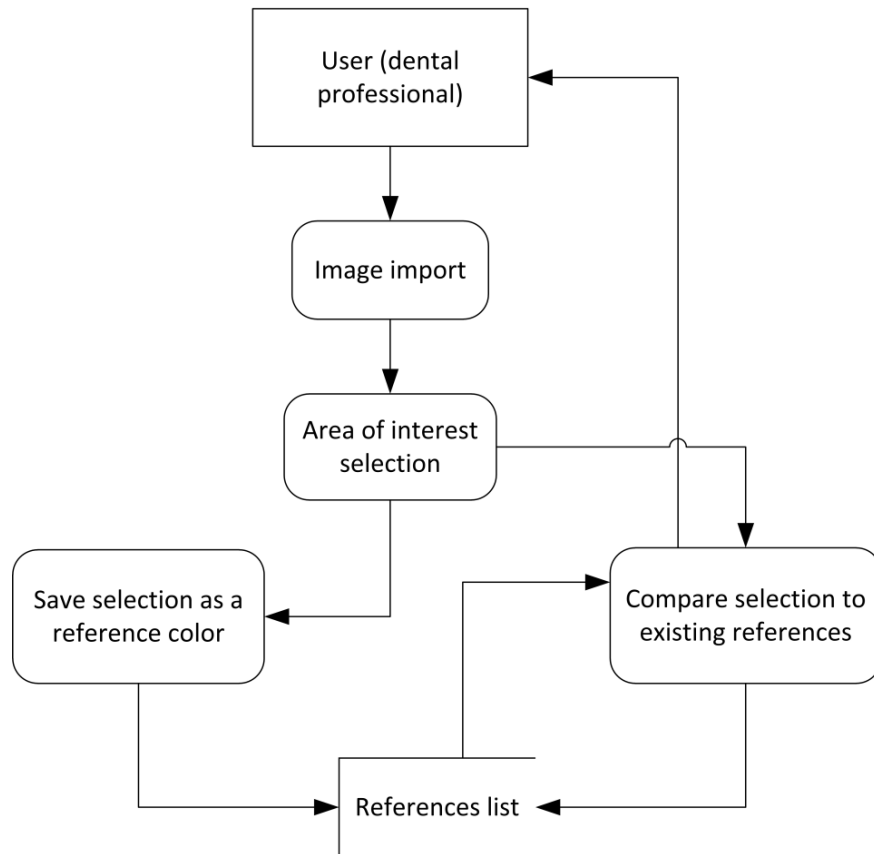 User (dental
professional)
Image import
Area of interest
selection
Save selection as a
reference color
Compare selection to
existing references
References list